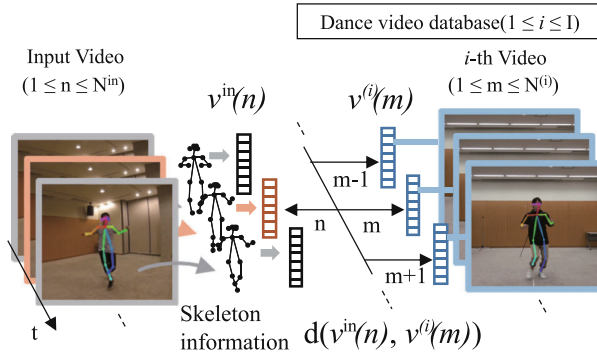 Dance video database(1 ≤ i ≤ I)
Input Video
(1 ≤ n ≤ N^in)
i-th Video
(1 ≤ m ≤ N^(i))
v^in(n)
v^(i)(m)
m-1
n
m
m+1
t
Skeleton
information
d(v^in(n), v^(i)(m))